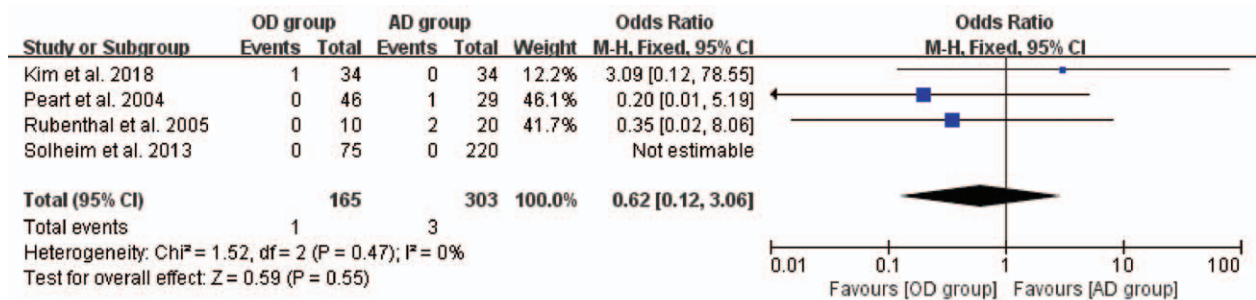 OD group AD group Odds Ratio Odds Ratio
Study or Subgroup Events Total Events Total Weight M-H, Fixed, 95% CI M-H, Fixed, 95% CI
Kim et al. 2018 1 34 0 34 12.2% 3.09 [0.12, 78.55]
Peart et al. 2004 0 46 1 29 46.1% 0.20 [0.01, 5.19]
Rubenthal et al. 2005 0 10 2 20 41.7% 0.35 [0.02, 8.06]
Solheim et al. 2013 0 75 0 220 Not estimable
Total (95% CI) 165 303 100.0% 0.62 [0.12, 3.06]
Total events 1 3
Heterogeneity: Chi² = 1.52, df = 2 (P = 0.47); I² = 0%
Test for overall effect: Z = 0.59 (P = 0.55)
0.01 0.1 1 10 100
Favours [OD group] Favours [AD group]